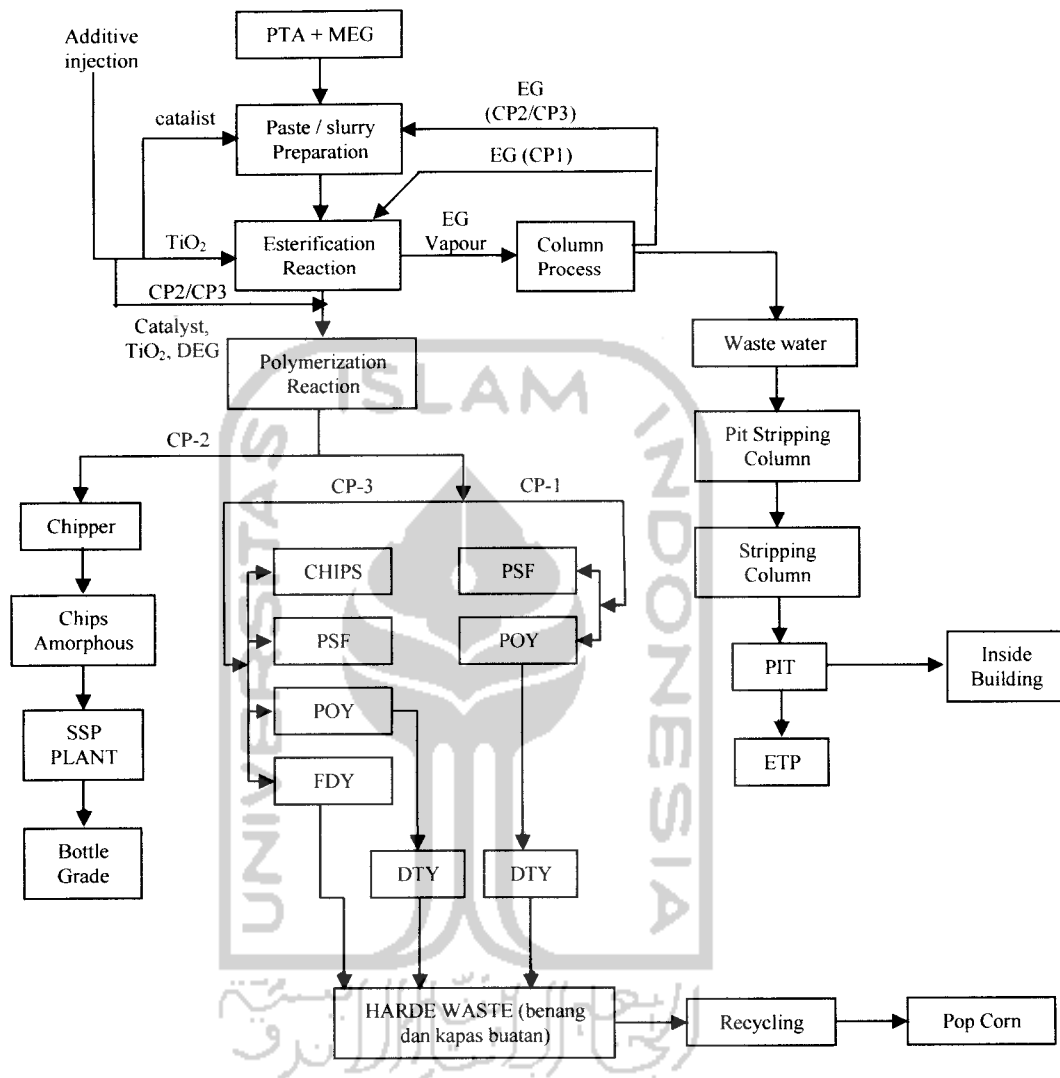 Additive
injection
PTA + MEG
EG
(CP2/CP3)
catalist
Paste / slurry
Preparation
EG (CP1)
TiO₂
Esterification
Reaction
EG
Vapour
Column
Process
CP2/CP3
Catalyst,
TiO₂, DEG
Polymerization
Reaction
Waste water
Pit Stripping
Column
Stripping
Column
PIT
Inside
Building
ETP
CP-2
CP-3
CP-1
Chipper
Chips
Amorphous
SSP
PLANT
Bottle
Grade
CHIPS
PSF
POY
FDY
PSF
POY
DTY
DTY
HARDE WASTE (benang
dan kapas buatan)
Recycling
Pop Corn
UNIVERSITAS
ISLAM
INDONESIA